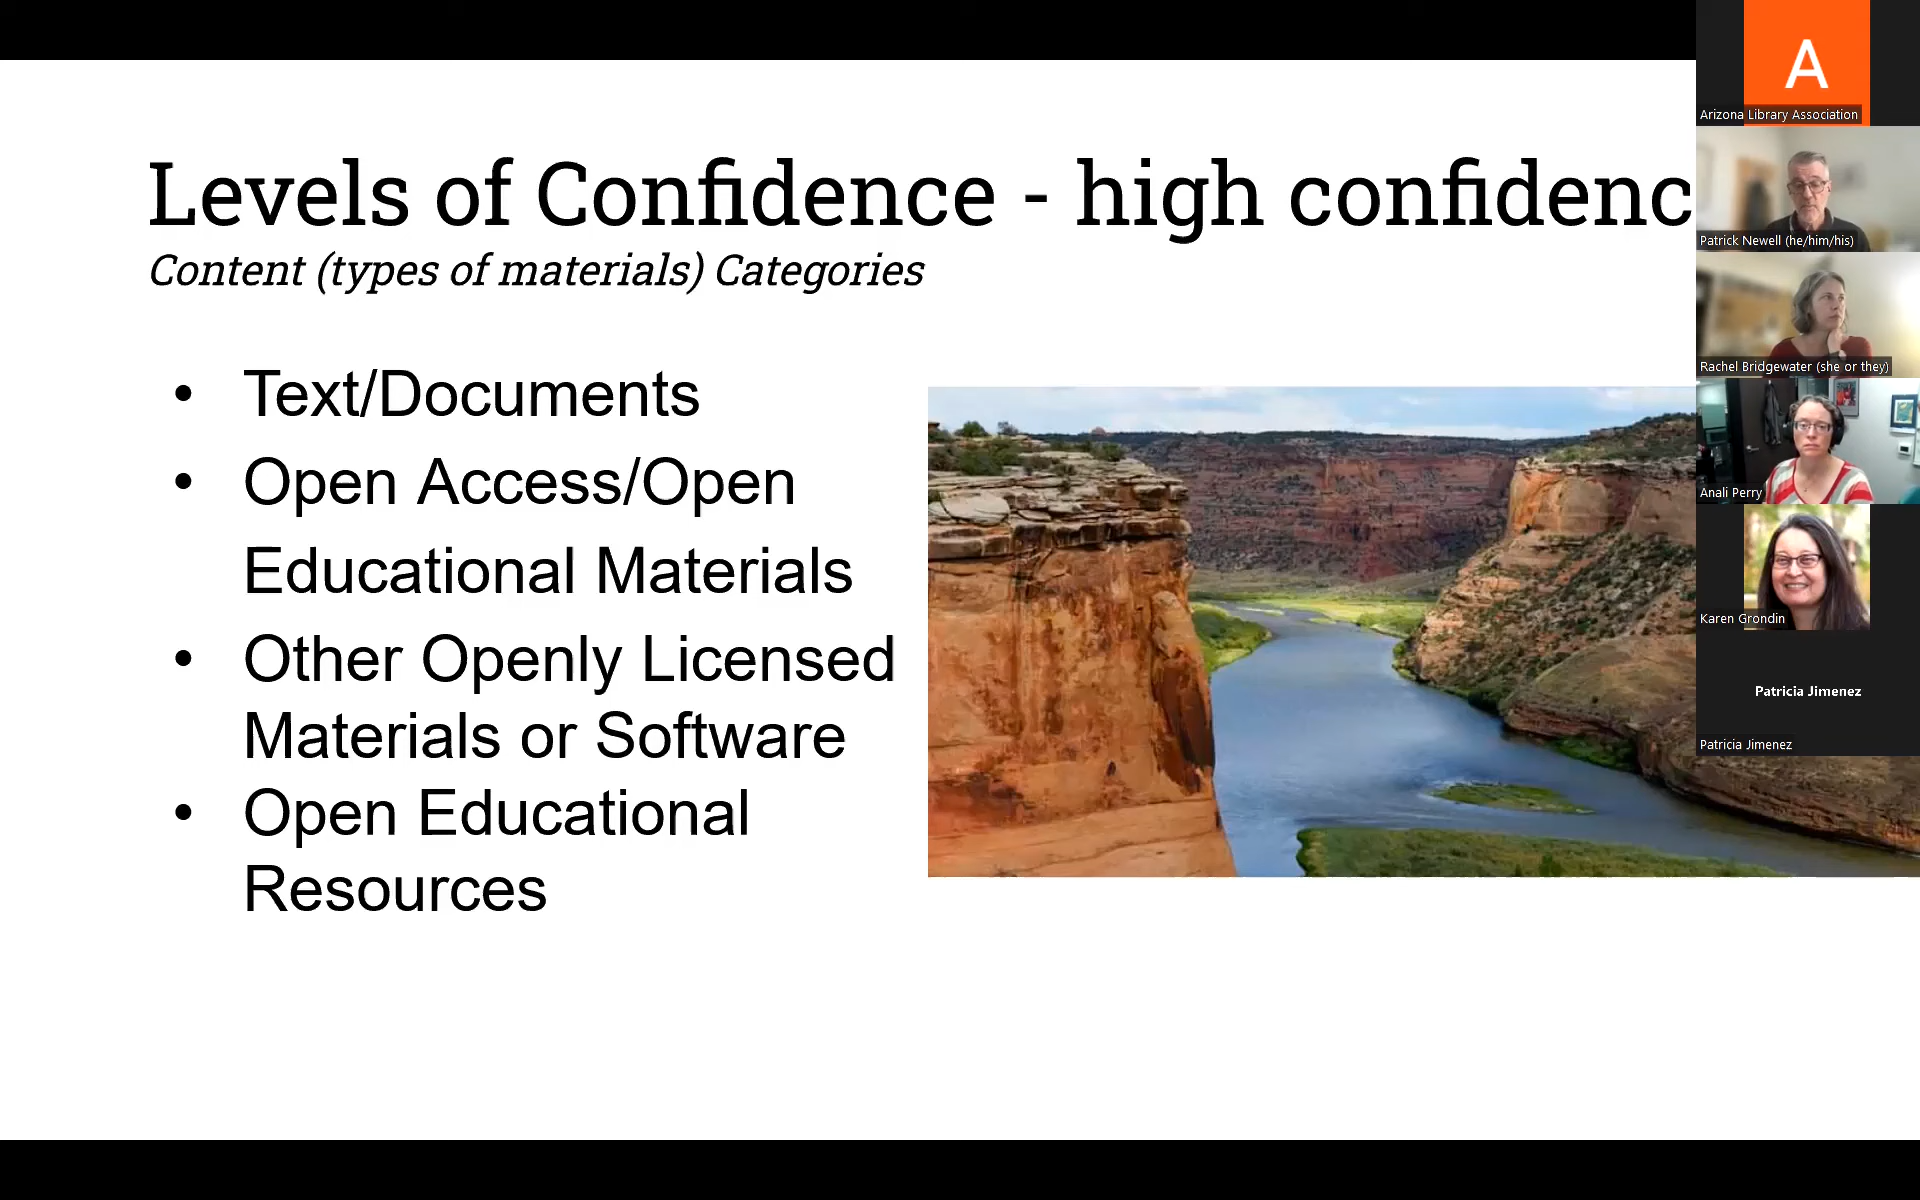 Levels of Confidence - high confidenc
Content (types of materials) Categories
• Text/Documents
• Open Access/Open
Educational Materials
• Other Openly Licensed
Materials or Software
• Open Educational
Resources
A
Arizona Library Association
Patrick Newell (he/him/his)
Rachel Bridgewater (she or they)
Anali Perry
Karen Grondin
Patricia Jimenez
Patricia Jimenez